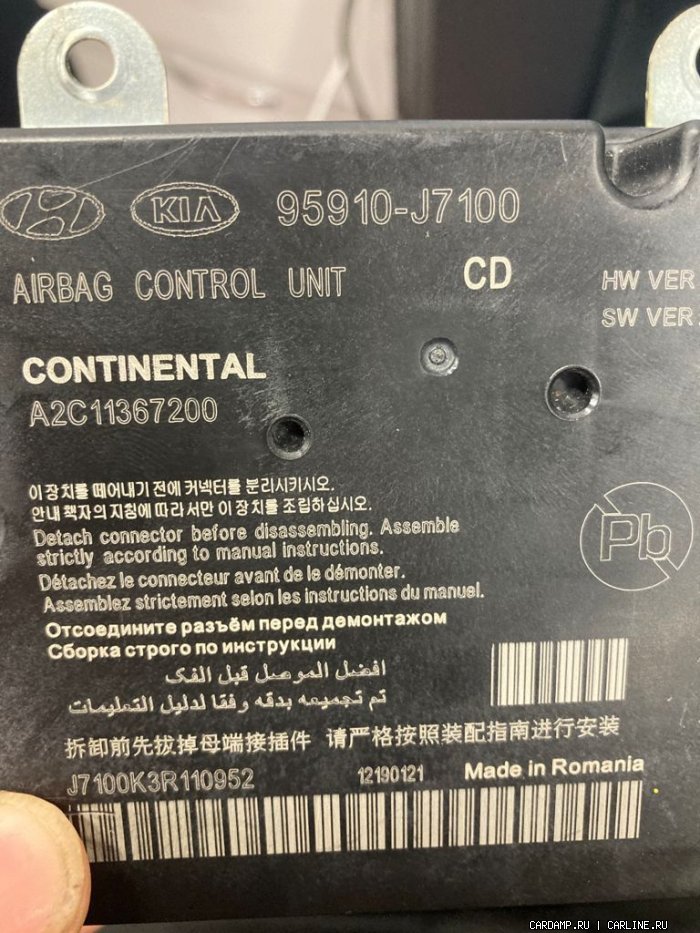 KIA 95910-J7100
AIRBAG CONTROL UNIT CD HW VER
SW VER
CONTINENTAL
A2C11367200
이 장치를 떼어내기 전에 커넥터를 분리시키시오.
안내 책자의 지침에 따라서만 이 장치를 조립하십시오.
Detach connector before disassembling. Assemble
strictly according to manual instructions.
Détachez le connecteur avant de le démonter.
Assemblez strictement selon les instructions du manuel.
Pb
Отсоедините разъём перед демонтажом
Сборка строго по инструкции
افضل الموصل قبل الفك
تم تجميعه بدقه وفقا لدليل التعليمات
拆卸前先拔掉母端接插件 请严格按照装配指南进行安装
J7100K3R110952 12190121 Made in Romania
CARDAMP.RU | CARLINE.RU